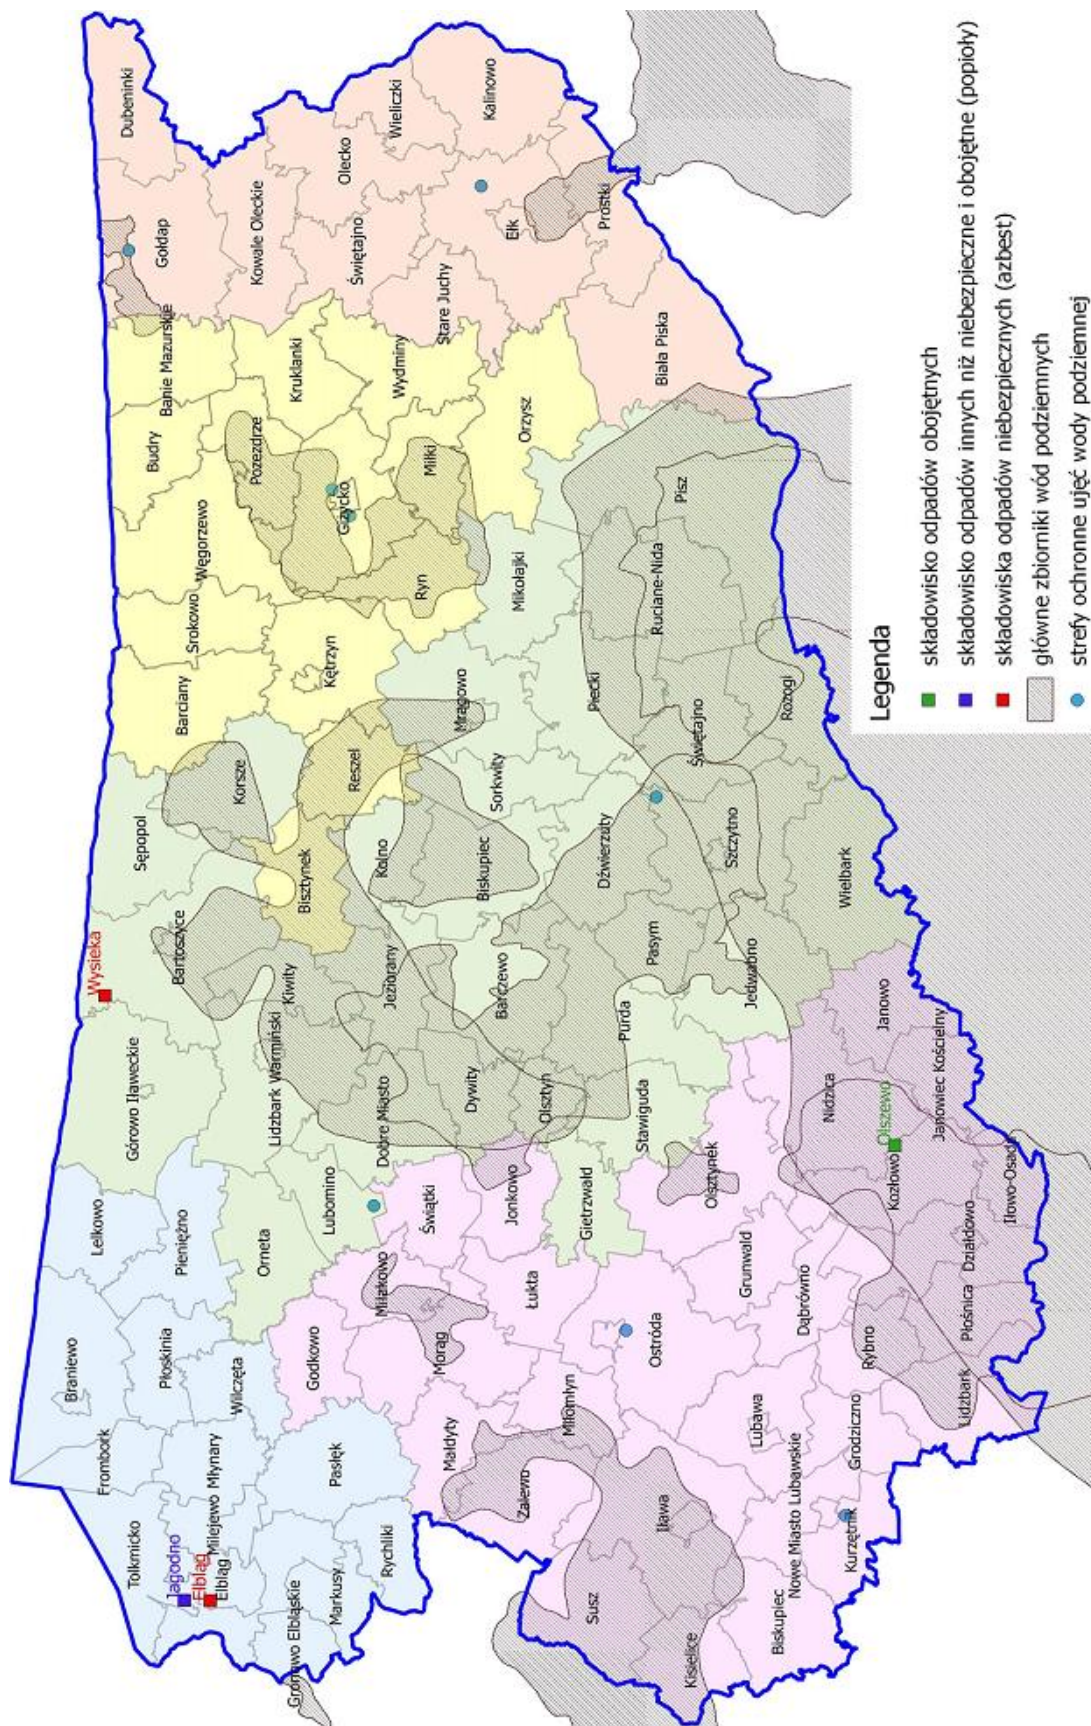 Dubeninki
Gołdap
Banie Mazurskie
Budry
Węgorzewo
Srokowo
Barciany
Sępopol
Wysieka
Górowo Iławeckie
Lelkowo
Braniewo
Frombork
Tolkmicko
Jagodno
Elbląg
Elbląg
Milejewo
Młynary
Płoskinia
Pieniężno
Wilczęta
Gronowo Elbląskie
Markusy
Rychliki
Pasłęk
Godkowo
Orneta
Lubomino
Lidzbark Warmiński
Bartoszyce
Kiwity
Bisztynek
Korsze
Reszel
Kętrzyn
Pozezdrze
Kruklanki
Kowale Oleckie
Olecko
Świętajno
Wieliczki
Kalinowo
Ełk
Stare Juchy
Wydminy
Giżycko
Miłki
Ryn
Mikołajki
Mrągowo
Kolno
Sorkwity
Biskupiec
Jeziorany
Barczewo
Dobre Miasto
Dywity
Olsztyn
Jonkowo
Świątki
Miłakowo
Morąg
Małdyty
Zalewo
Miłomłyn
Łukta
Ostróda
Gietrzwałd
Stawiguda
Olsztynek
Purda
Pasym
Dźwierzuty
Szczytno
Jedwabno
Świętajno
Piecki
Ruciane-Nida
Pisz
Orzysz
Biała Piska
Prostki
Rozogi
Wielbark
Janowo
Nidzica
Janowiec Kościelny
Olszewo
Kozłowo
Iłowo-Osada
Działdowo
Płośnica
Rybno
Lidzbark
Dąbrówno
Grunwald
Lubawa
Grodziczno
Nowe Miasto Lubawskie
Kurzętnik
Biskupiec
Iława
Susz
Kisielice
Legenda
składowisko odpadów obojętnych
składowisko odpadów innych niż niebezpieczne i obojętne (popioły)
składowiska odpadów niebezpiecznych (azbest)
główne zbiorniki wód podziemnych
strefy ochronne ujęć wody podziemnej